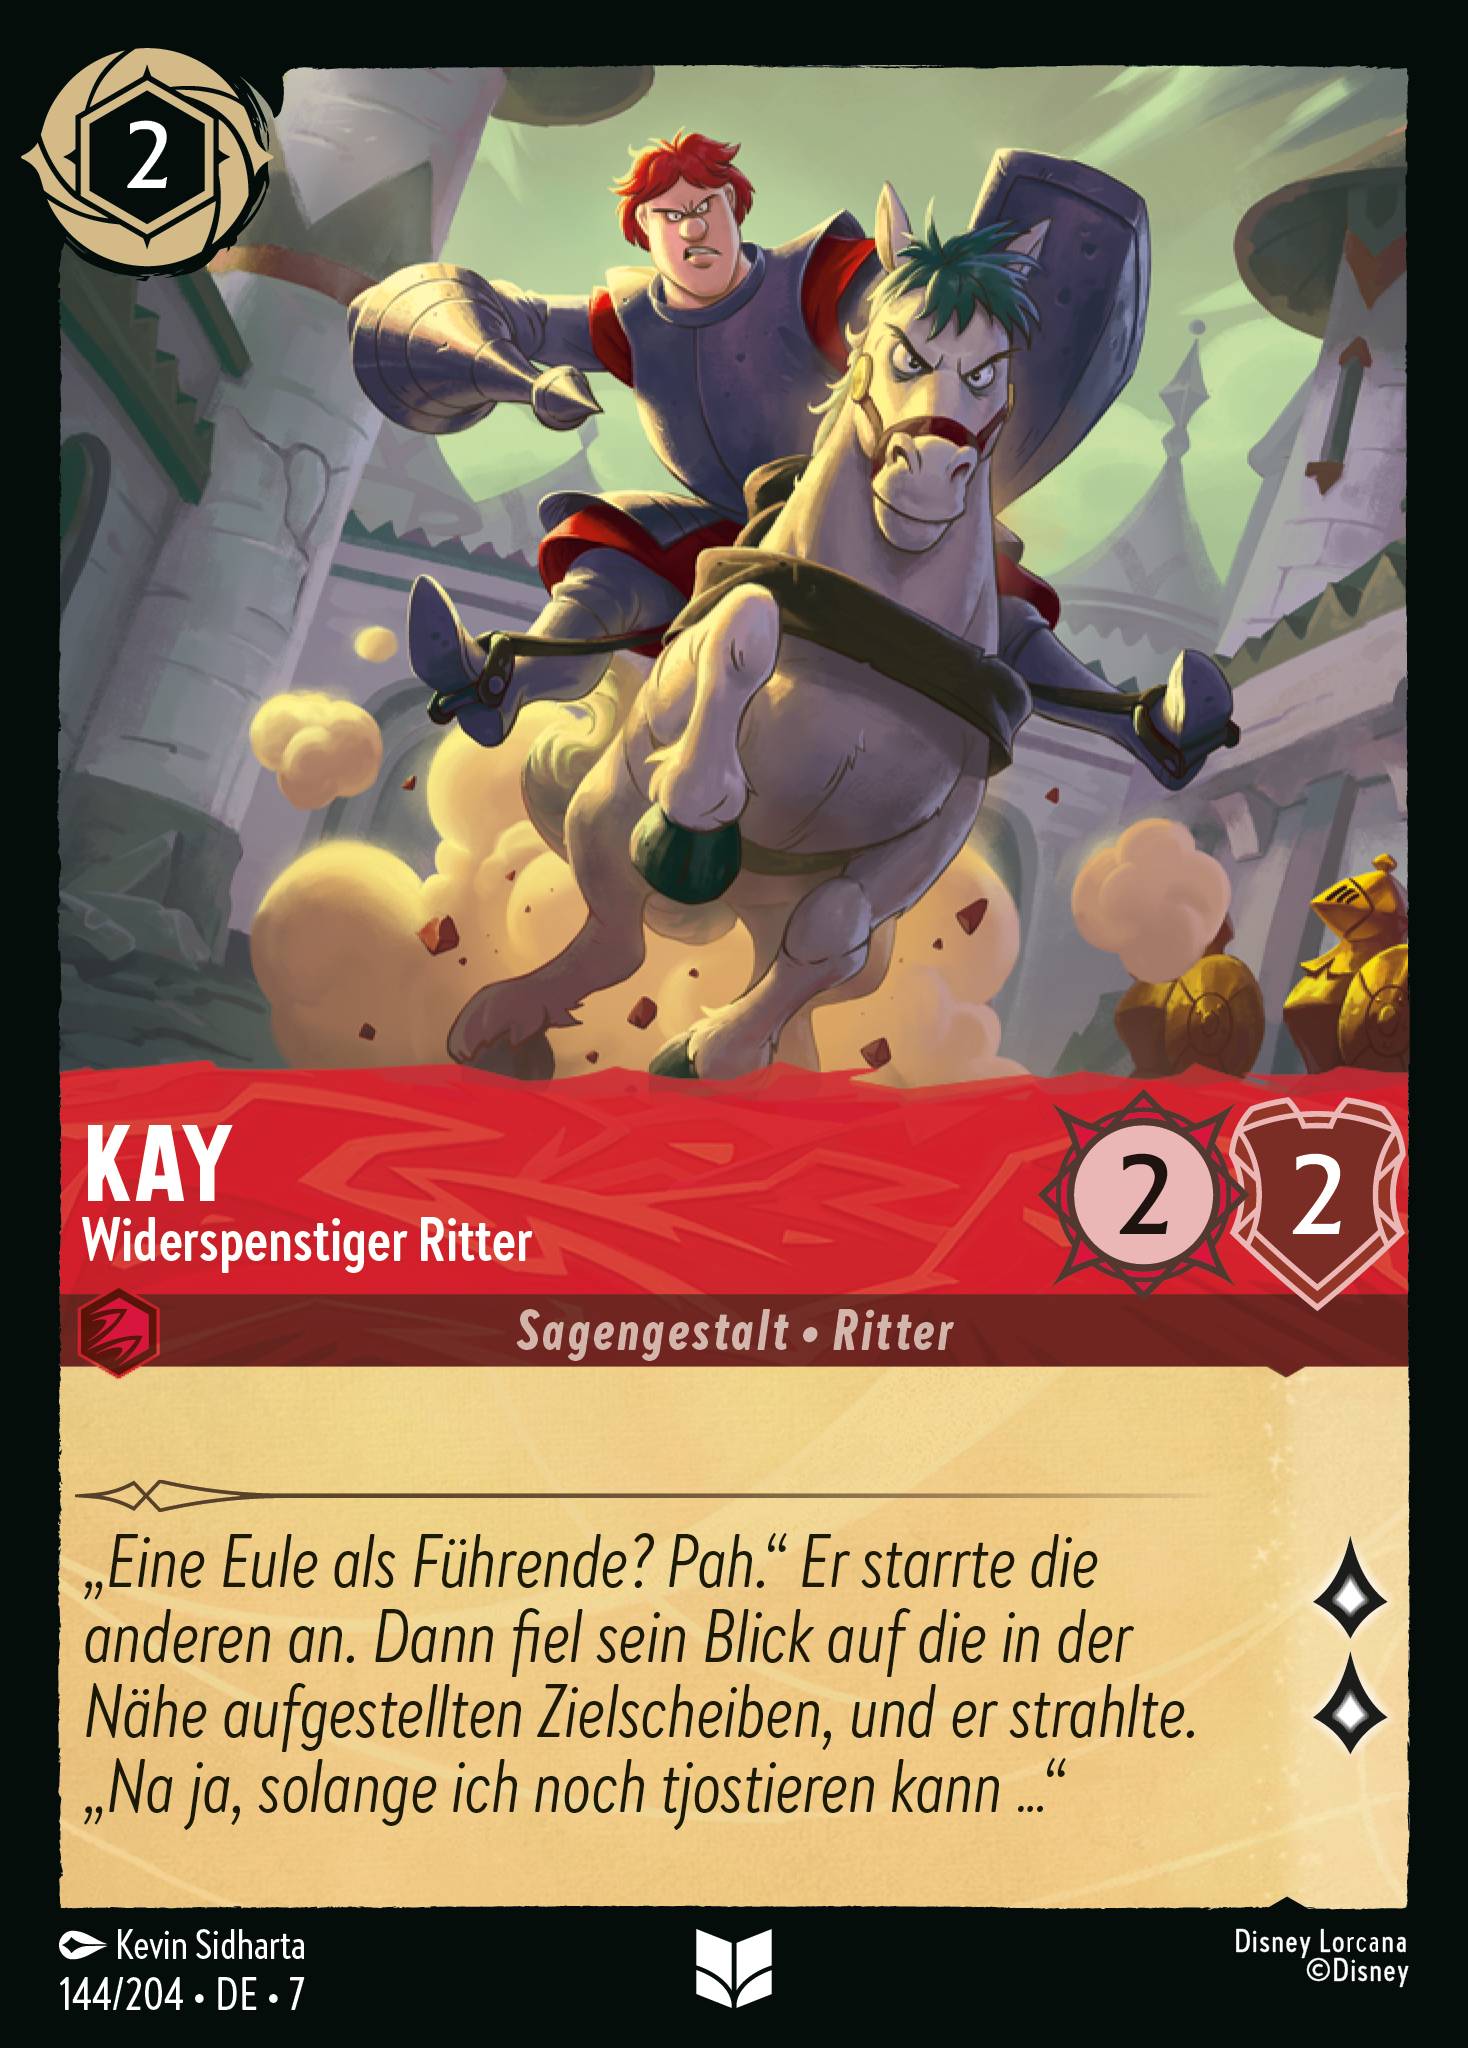 2
KAY
Widerspenstiger Ritter
2
2
Sagengestalt • Ritter
„Eine Eule als Führende? Pah.“ Er starrte die
anderen an. Dann fiel sein Blick auf die in der
Nähe aufgestellten Zielscheiben, und er strahlte.
„Na ja, solange ich noch tjostieren kann ...“
Kevin Sidharta
144/204 • DE • 7
Disney Lorcana
©Disney